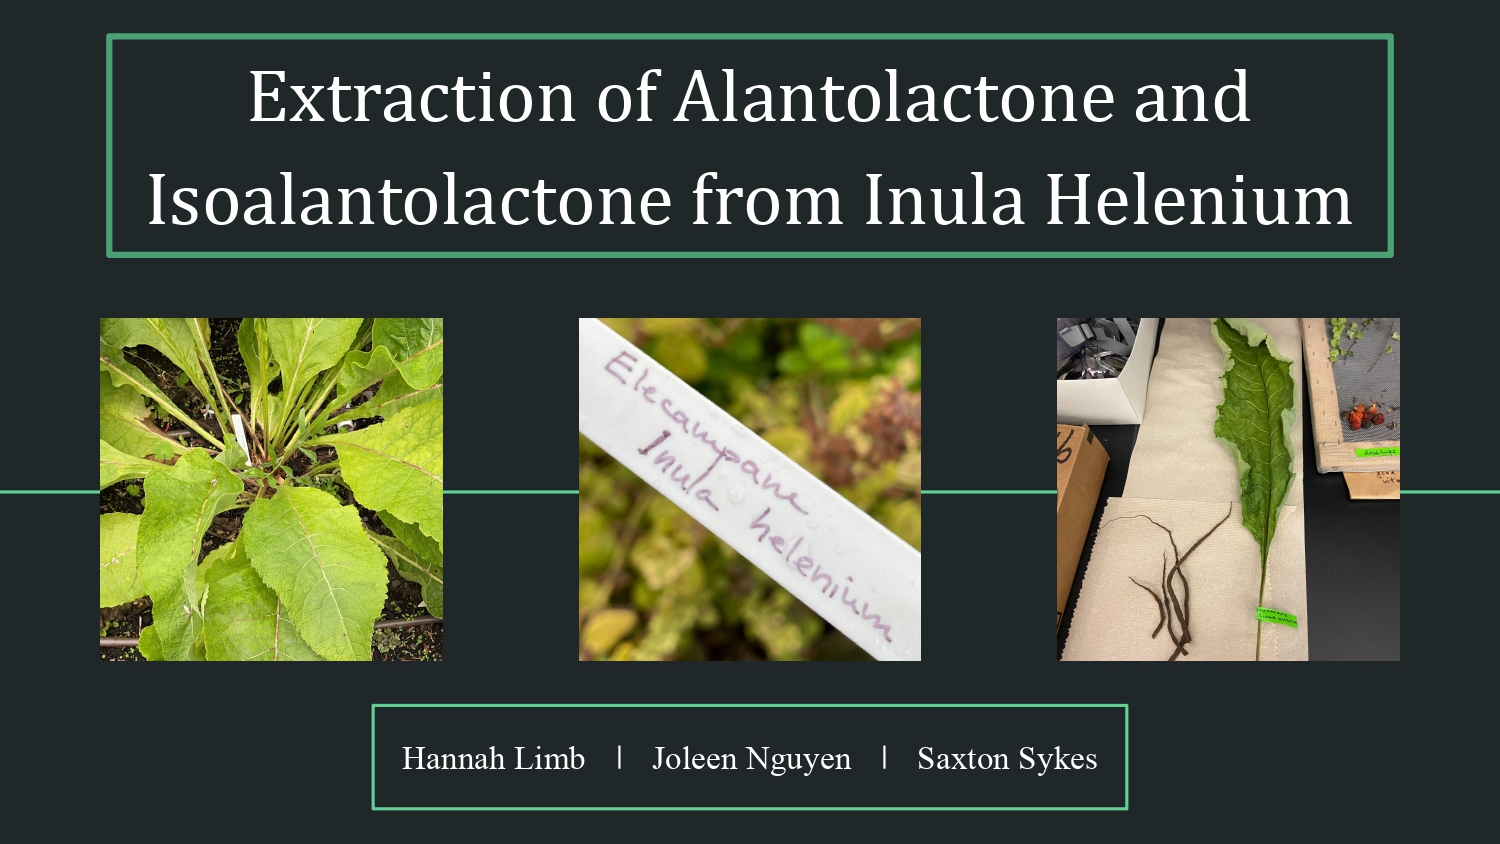 Extraction of Alantolactone and
Isoalantolactone from Inula Helenium
Elecampane
Inula helenium
Hannah Limb | Joleen Nguyen | Saxton Sykes